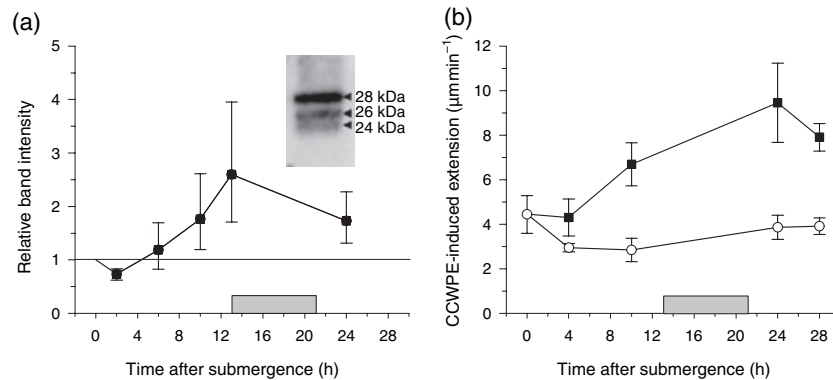 (a)
5
4
3
2
1
0
Relative band intensity
28 kDa
26 kDa
24 kDa
0 4 8 12 16 20 24 28
Time after submergence (h)
(b)
12
10
8
6
4
2
0
CCWPE-induced extension (μmmin⁻¹)
0 4 8 12 16 20 24 28
Time after submergence (h)